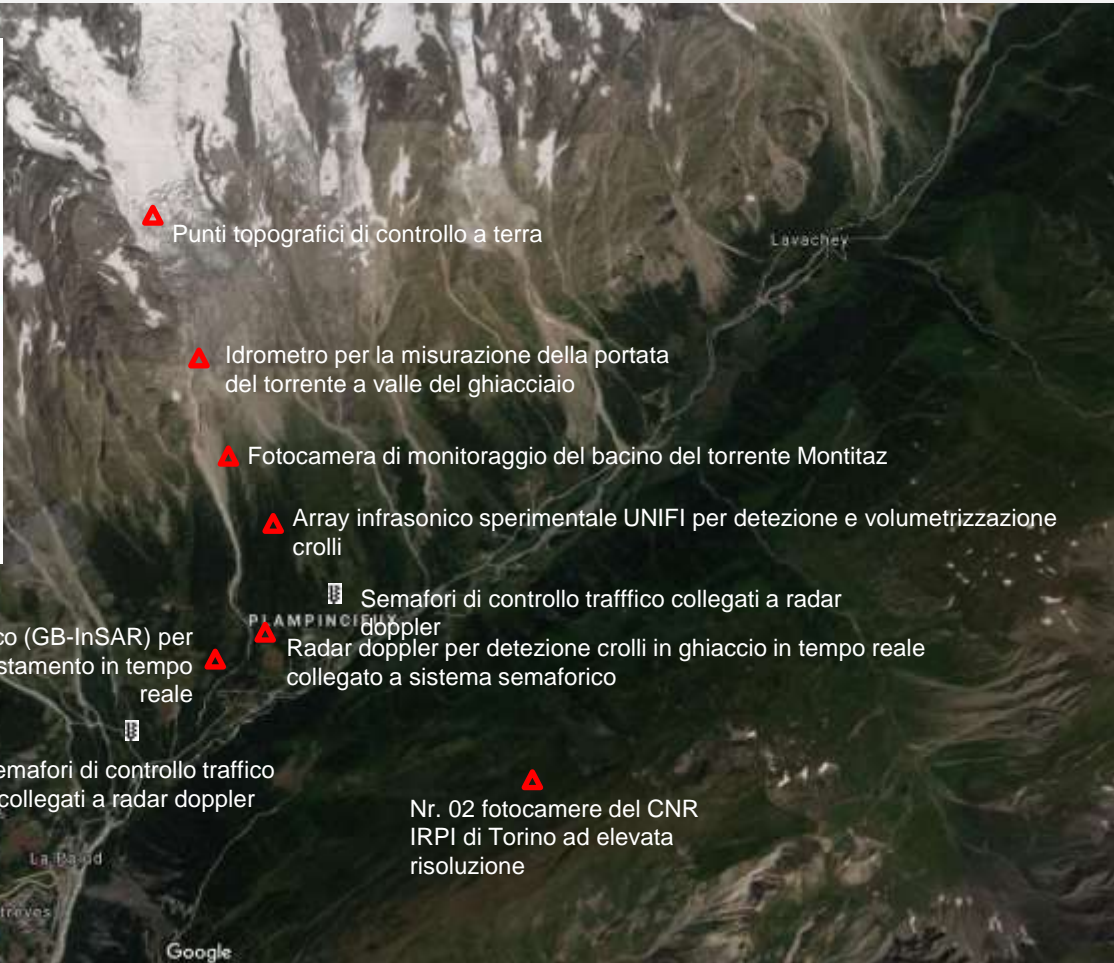 Punti topografici di controllo a terra
Lavachey
Idrometro per la misurazione della portata
del torrente a valle del ghiacciaio
Fotocamera di monitoraggio del bacino del torrente Montitaz
Array infrasonico sperimentale UNIFI per detezione e volumetrizzazione
crolli
Semafori di controllo trafffico collegati a radar
doppler
PLAMPINCIEUX
Radar doppler per detezione crolli in ghiaccio in tempo reale
collegato a sistema semaforico
co (GB-InSAR) per
stamento in tempo
reale
emafori di controllo traffico
collegati a radar doppler
Nr. 02 fotocamere del CNR
IRPI di Torino ad elevata
risoluzione
La Palud
treves
Google